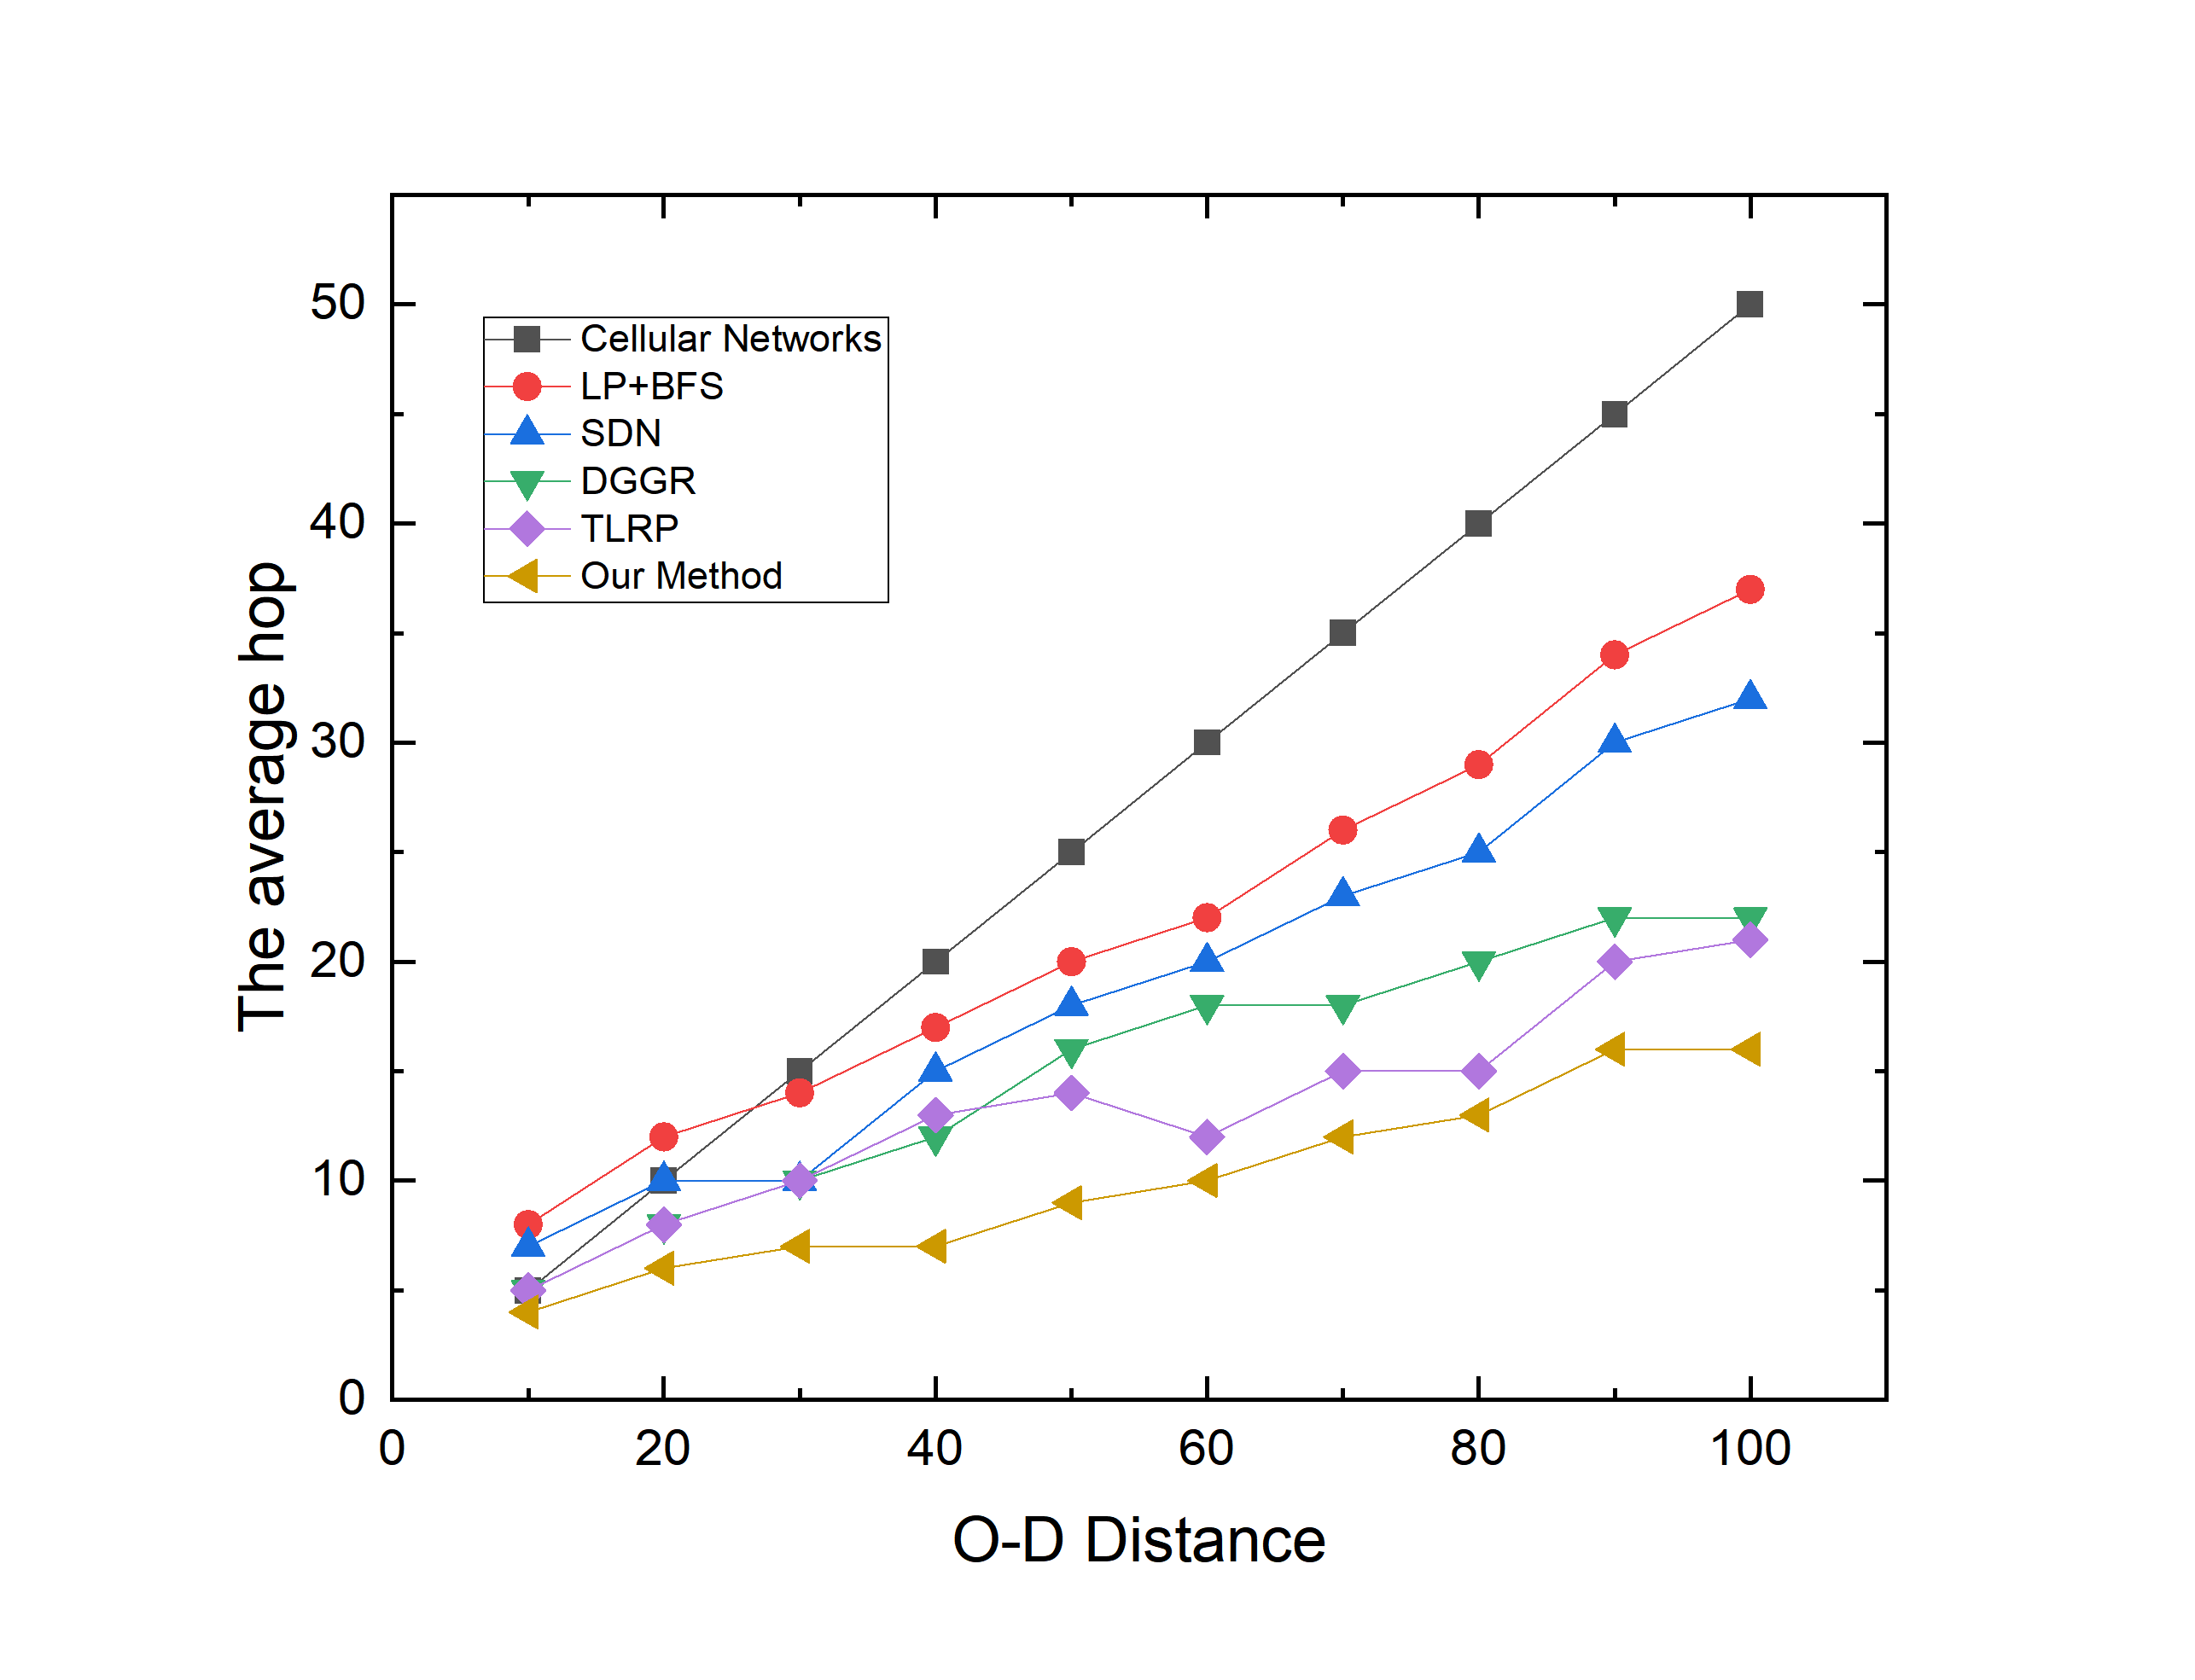 50
40
30
20
10
0
The average hop
Cellular Networks
LP+BFS
SDN
DGGR
TLRP
Our Method
0 20 40 60 80 100
O-D Distance